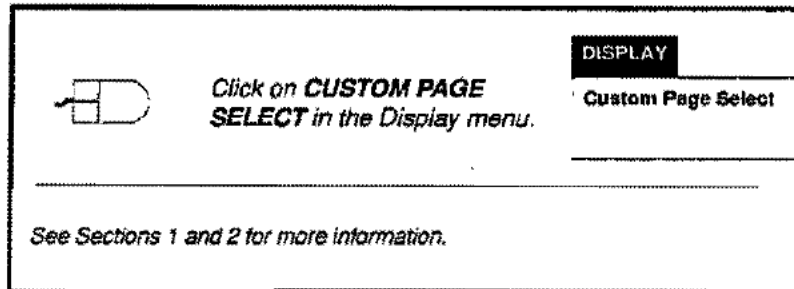 Click on CUSTOM PAGE
SELECT in the Display menu.
DISPLAY
Custom Page Select
See Sections 1 and 2 for more information.